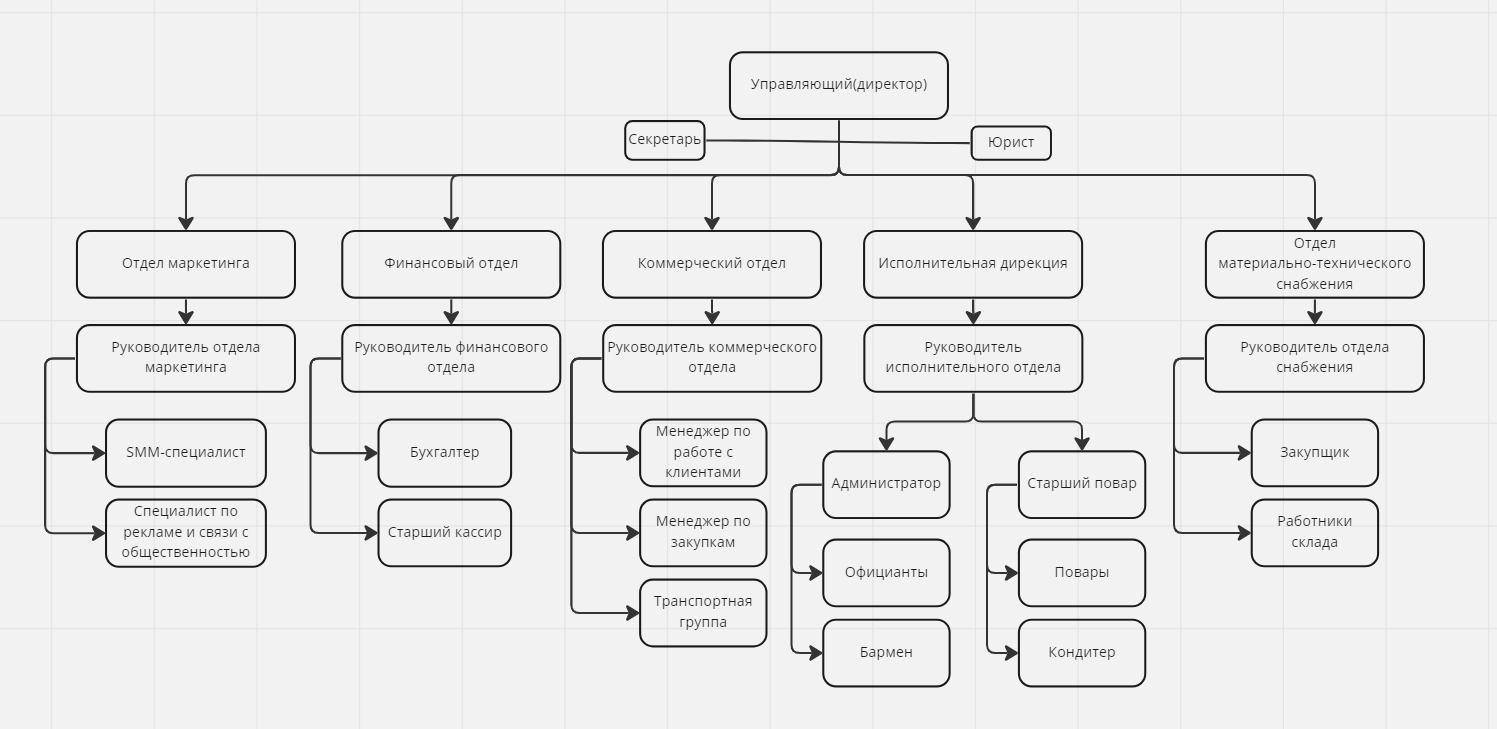 Управляющий(директор)
Секретарь
Юрист
Отдел маркетинга
Финансовый отдел
Коммерческий отдел
Исполнительная дирекция
Отдел
материально-технического
снабжения
Руководитель отдела
маркетинга
Руководитель финансового
отдела
Руководитель коммерческого
отдела
Руководитель
исполнительного отдела
Руководитель отдела
снабжения
SMM-специалист
Специалист по
рекламе и связи с
общественностью
Бухгалтер
Старший кассир
Менеджер по
работе с
клиентами
Менеджер по
закупкам
Транспортная
группа
Администратор
Официанты
Бармен
Старший повар
Повары
Кондитер
Закупщик
Работники
склада